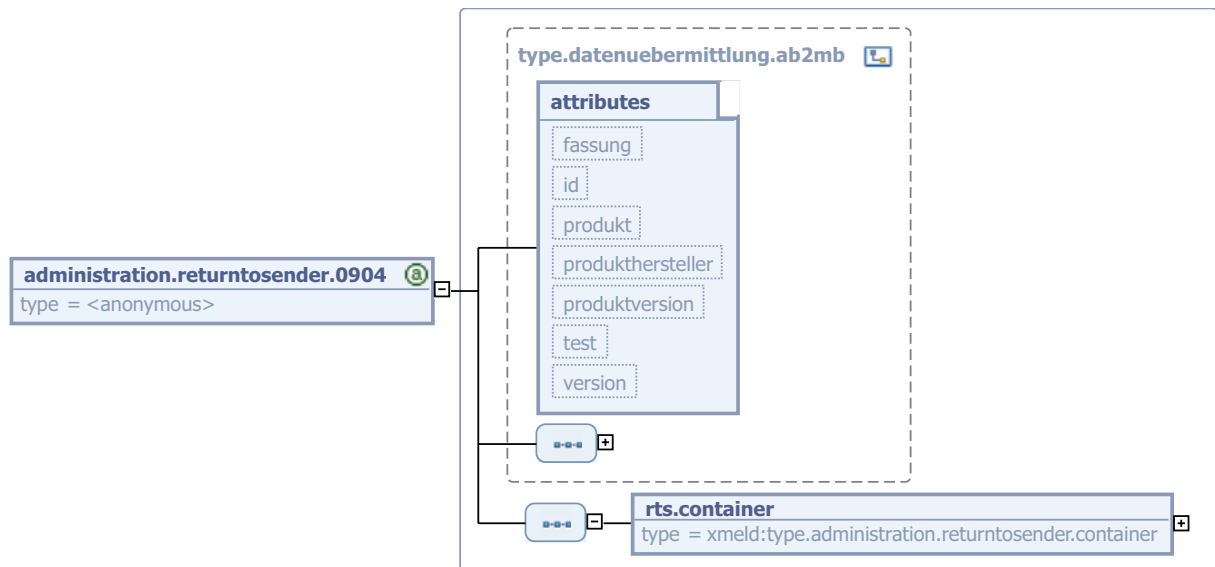 type.datenuebermittlung.ab2mb
attributes
fassung
id
produkt
produkthersteller
produktversion
test
version
administration.returntosender.0904
type = <anonymous>
rts.container
type = xmeld:type.administration.returntosender.container